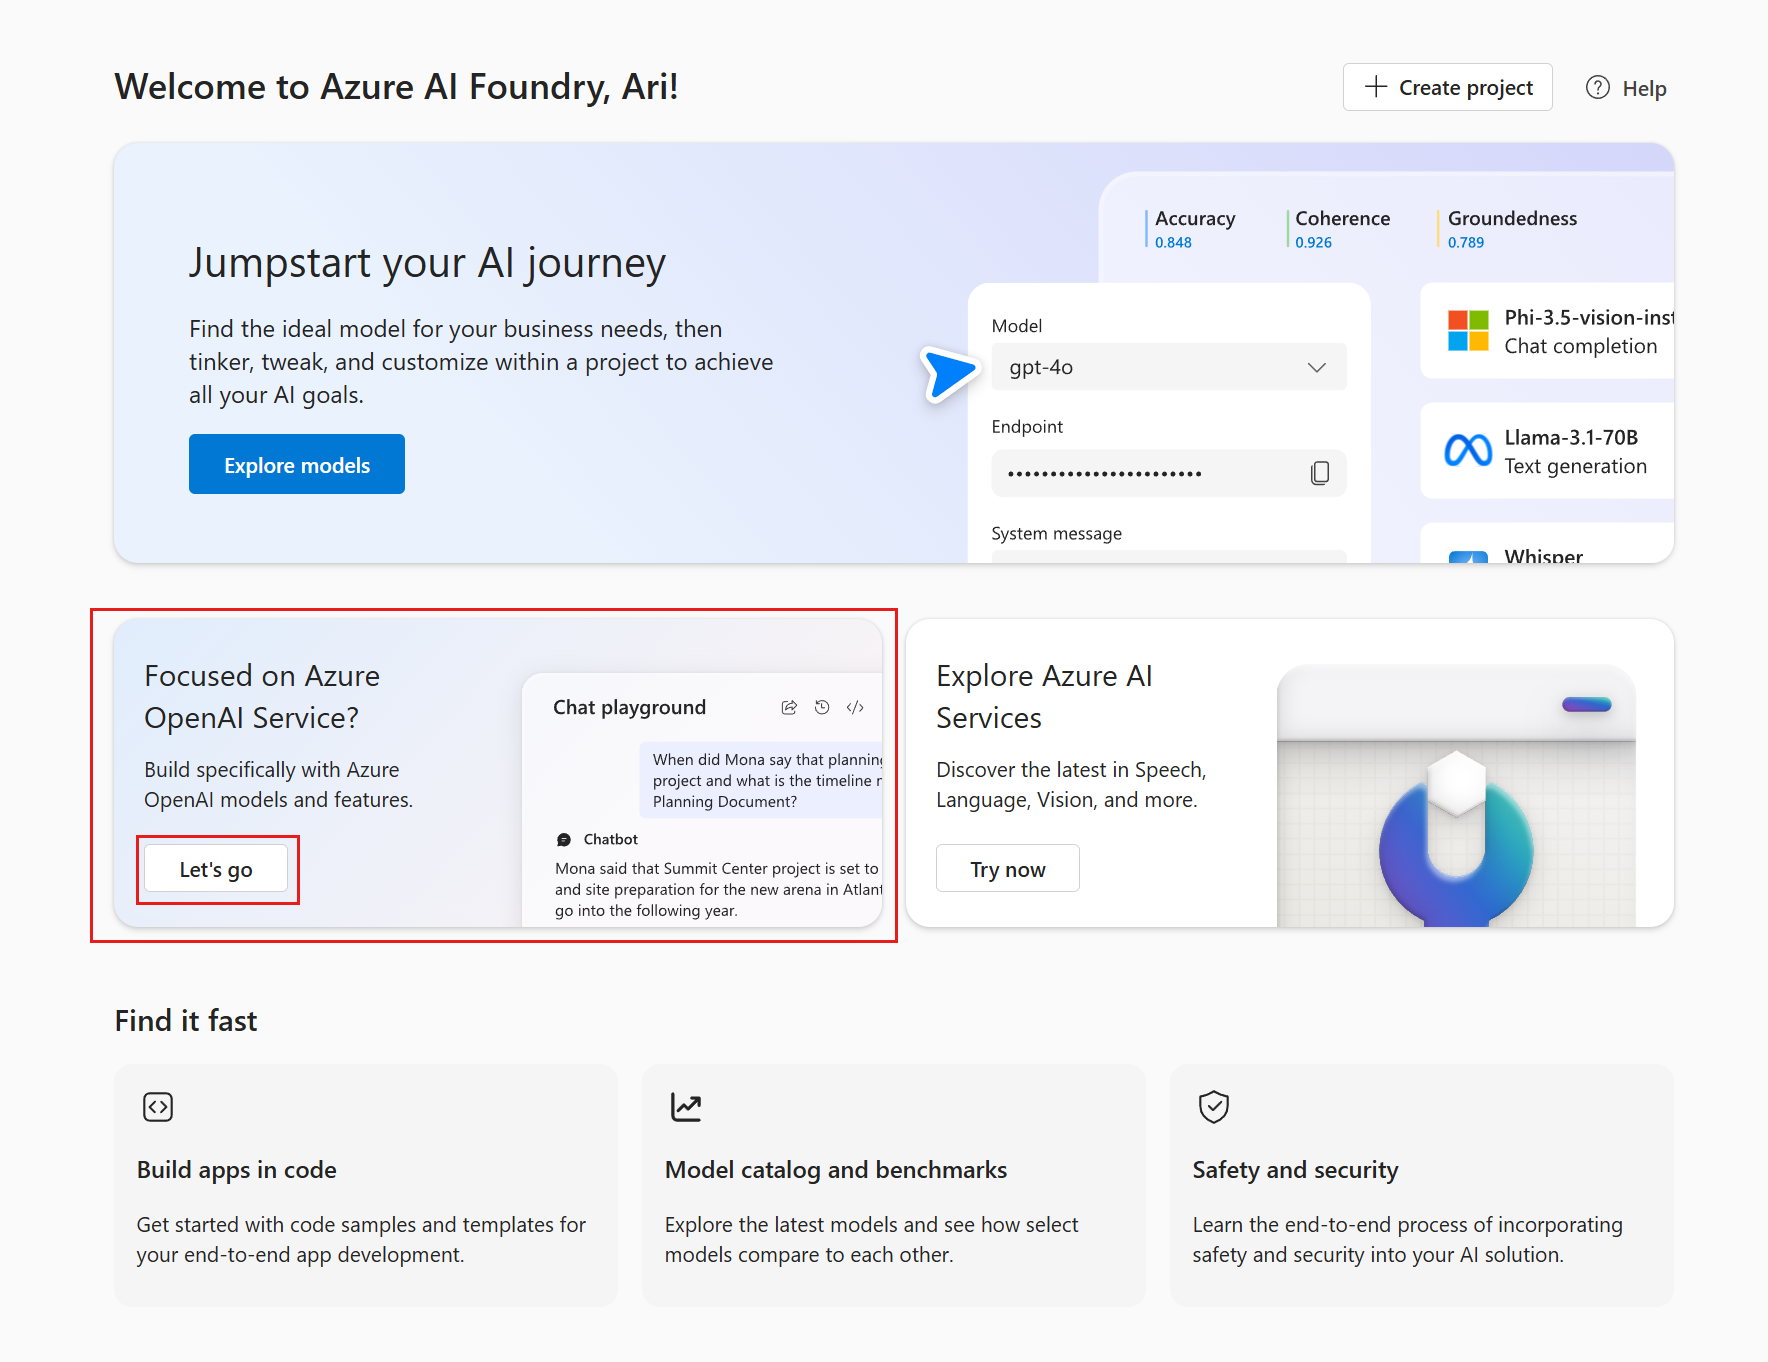 Welcome to Azure AI Foundry, Ari!
Create project
Help
Jumpstart your AI journey
Find the ideal model for your business needs, then
tinker, tweak, and customize within a project to achieve
all your AI goals.
Explore models
Accuracy
0.848
Coherence
0.926
Groundedness
0.789
Model
gpt-4o
Endpoint
System message
Phi-3.5-vision-inst
Chat completion
Llama-3.1-70B
Text generation
Whisper
Focused on Azure
OpenAI Service?
Build specifically with Azure
OpenAI models and features.
Let's go
Chat playground
When did Mona say that planning
project and what is the timeline
Planning Document?
Chatbot
Mona said that Summit Center project is set to
and site preparation for the new arena in Atlant
go into the following year.
Explore Azure AI
Services
Discover the latest in Speech,
Language, Vision, and more.
Try now
Find it fast
Build apps in code
Get started with code samples and templates for
your end-to-end app development.
Model catalog and benchmarks
Explore the latest models and see how select
models compare to each other.
Safety and security
Learn the end-to-end process of incorporating
safety and security into your AI solution.